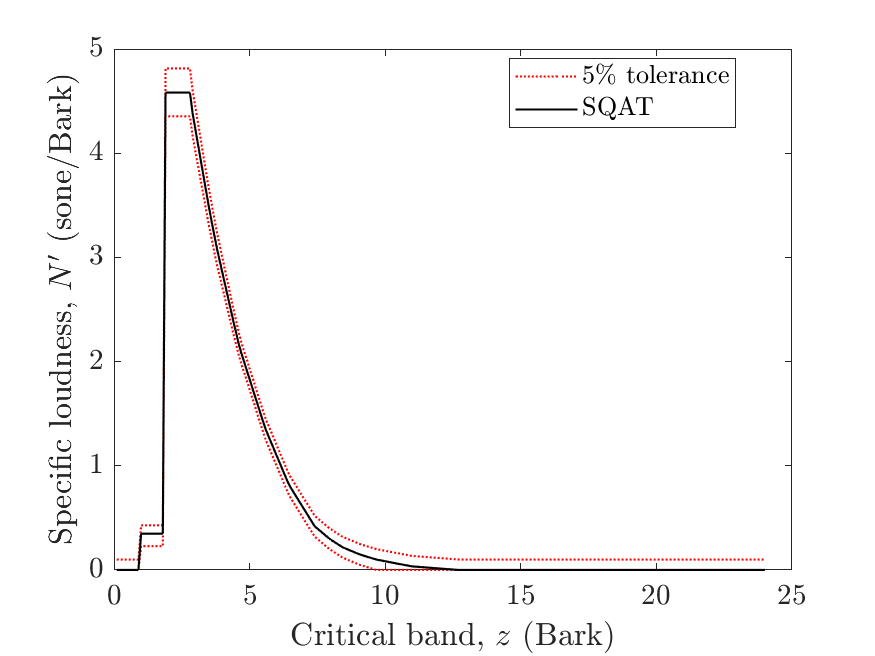 5% tolerance
SQAT
5
4
3
2
1
0
0 5 10 15 20 25
Specific loudness, N′ (sone/Bark)
Critical band, z (Bark)